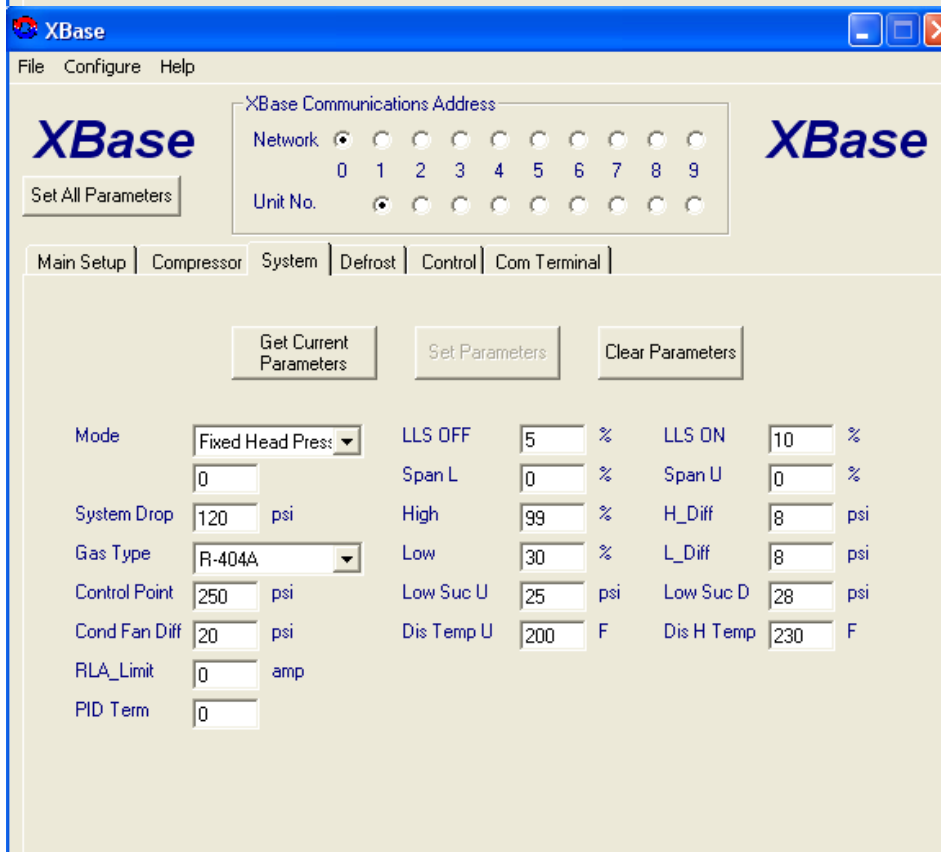 XBase
File Configure Help
XBase Communications Address
XBase
XBase
Network
0 1 2 3 4 5 6 7 8 9
Set All Parameters
Unit No.
Main Setup Compressor System Defrost Control Com Terminal
Get Current
Parameters
Set Parameters
Clear Parameters
Mode Fixed Head Press LLS OFF 5 % LLS ON 10 %
0 Span L 0 % Span U 0 %
System Drop 120 psi High 99 % H_Diff 8 psi
Gas Type R-404A Low 30 % L_Diff 8 psi
Control Point 250 psi Low Suc U 25 psi Low Suc D 28 psi
Cond Fan Diff 20 psi Dis Temp U 200 F Dis H Temp 230 F
RLA_Limit 0 amp
PID Term 0